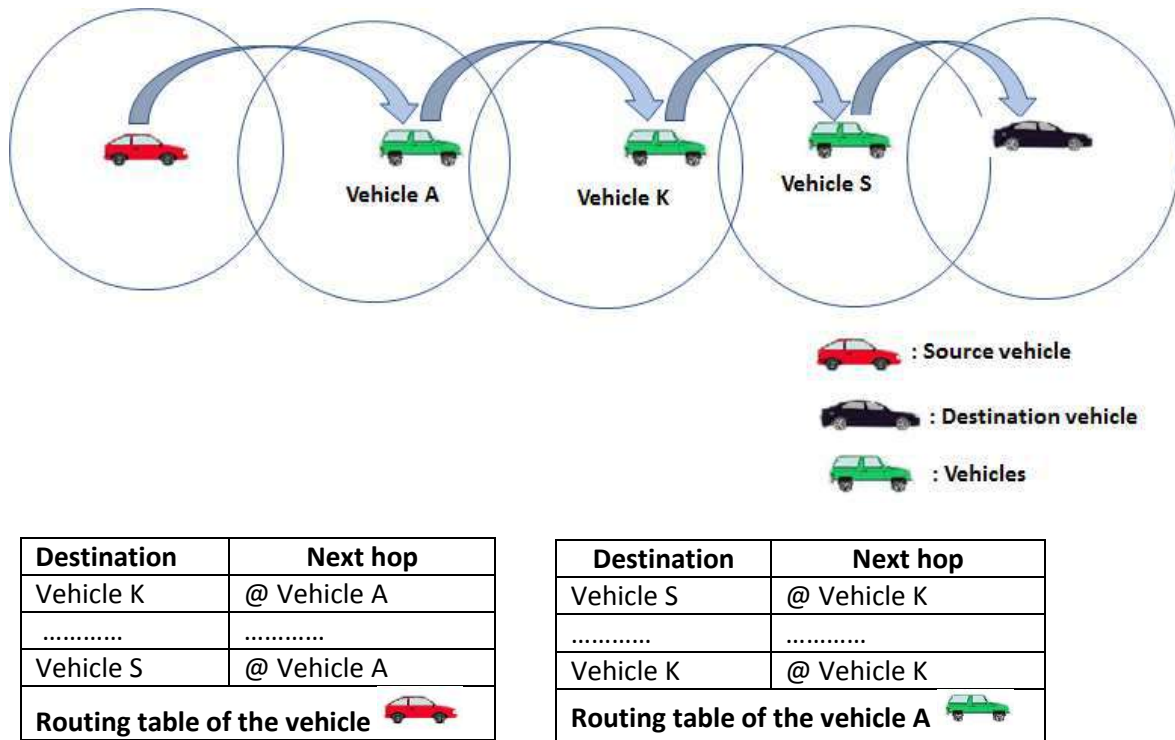 Vehicle A
Vehicle K
Vehicle S
: Source vehicle
: Destination vehicle
: Vehicles
Destination Next hop
Vehicle K @ Vehicle A
………… …………
Vehicle S @ Vehicle A
Routing table of the vehicle
Destination Next hop
Vehicle S @ Vehicle K
………… …………
Vehicle K @ Vehicle K
Routing table of the vehicle A